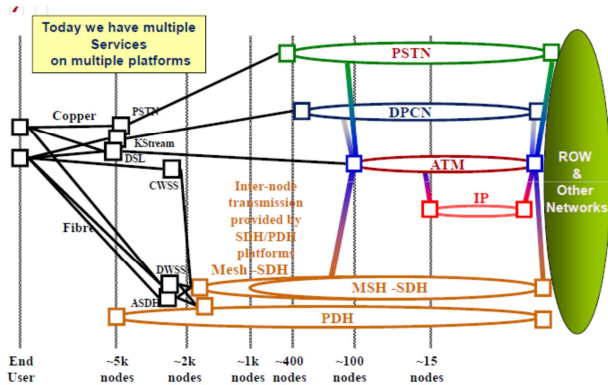 Today we have multiple
Services
on multiple platforms
PSTN
DPCN
ATM
IP
ROW
&
Other
Networks
Copper
PSTN
KStream
DSL
CWSS
Fibre
Inter-node
transmission
provided by
SDH/PDH
platforms
Mesh -SDH
DWSS
ASDH
MSH -SDH
PDH
End
User
~5k
nodes
~2k
nodes
~1k
nodes
~400
nodes
~100
nodes
~15
nodes